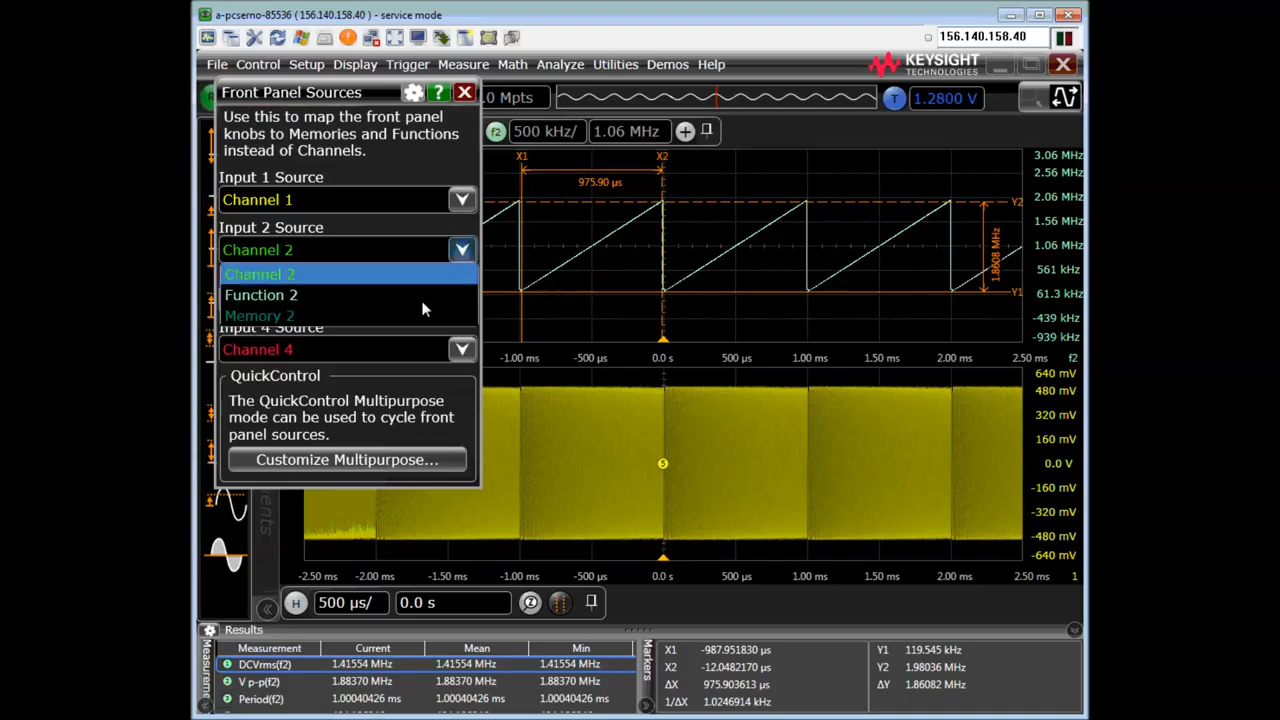 a-pcserno-85536 ( 156.140.158.40 ) - service mode
156.140.158.40
File Control Setup Display Trigger Measure Math Analyze Utilities Demos Help
KEYSIGHT
TECHNOLOGIES
Front Panel Sources
?
.0 Mpts
T
1.2800 V
Use this to map the front panel
knobs to Memories and Functions
instead of Channels.
f2
500 kHz/
1.06 MHz
Input 1 Source
Channel 1
Input 2 Source
Channel 2
Channel 2
Function 2
Memory 2
Input 4 Source
Channel 4
QuickControl
The QuickControl Multipurpose
mode can be used to cycle front
panel sources.
Customize Multipurpose...
X1
X2
975.90 µs
Y2
Y1
1.8608 MHz
3.06 MHz
2.56 MHz
2.06 MHz
1.56 MHz
1.06 MHz
561 kHz
61.3 kHz
-439 kHz
-939 kHz
-1.00 ms -500 µs 0.0 s 500 µs 1.00 ms 1.50 ms 2.00 ms 2.50 ms f2
640 mV
480 mV
320 mV
160 mV
0.0 V
-160 mV
-320 mV
-480 mV
-640 mV
-2.50 ms -2.00 ms -1.50 ms -1.00 ms -500 µs 0.0 s 500 µs 1.00 ms 1.50 ms 2.00 ms 2.50 ms 1
H
500 µs/
0.0 s
Results
Measurement Current Mean Min
1 DCVrms(f2) 1.41554 MHz 1.41554 MHz 1.41554 MHz
2 V p-p(f2) 1.88370 MHz 1.88370 MHz 1.88370 MHz
3 Period(f2) 1.00040426 ms 1.00040426 ms 1.00040426 ms
Markers
X1 -987.951830 µs
X2 -12.0482170 µs
ΔX 975.903613 µs
1/ΔX 1.0246914 kHz
Y1 119.545 kHz
Y2 1.98036 MHz
ΔY 1.86082 MHz